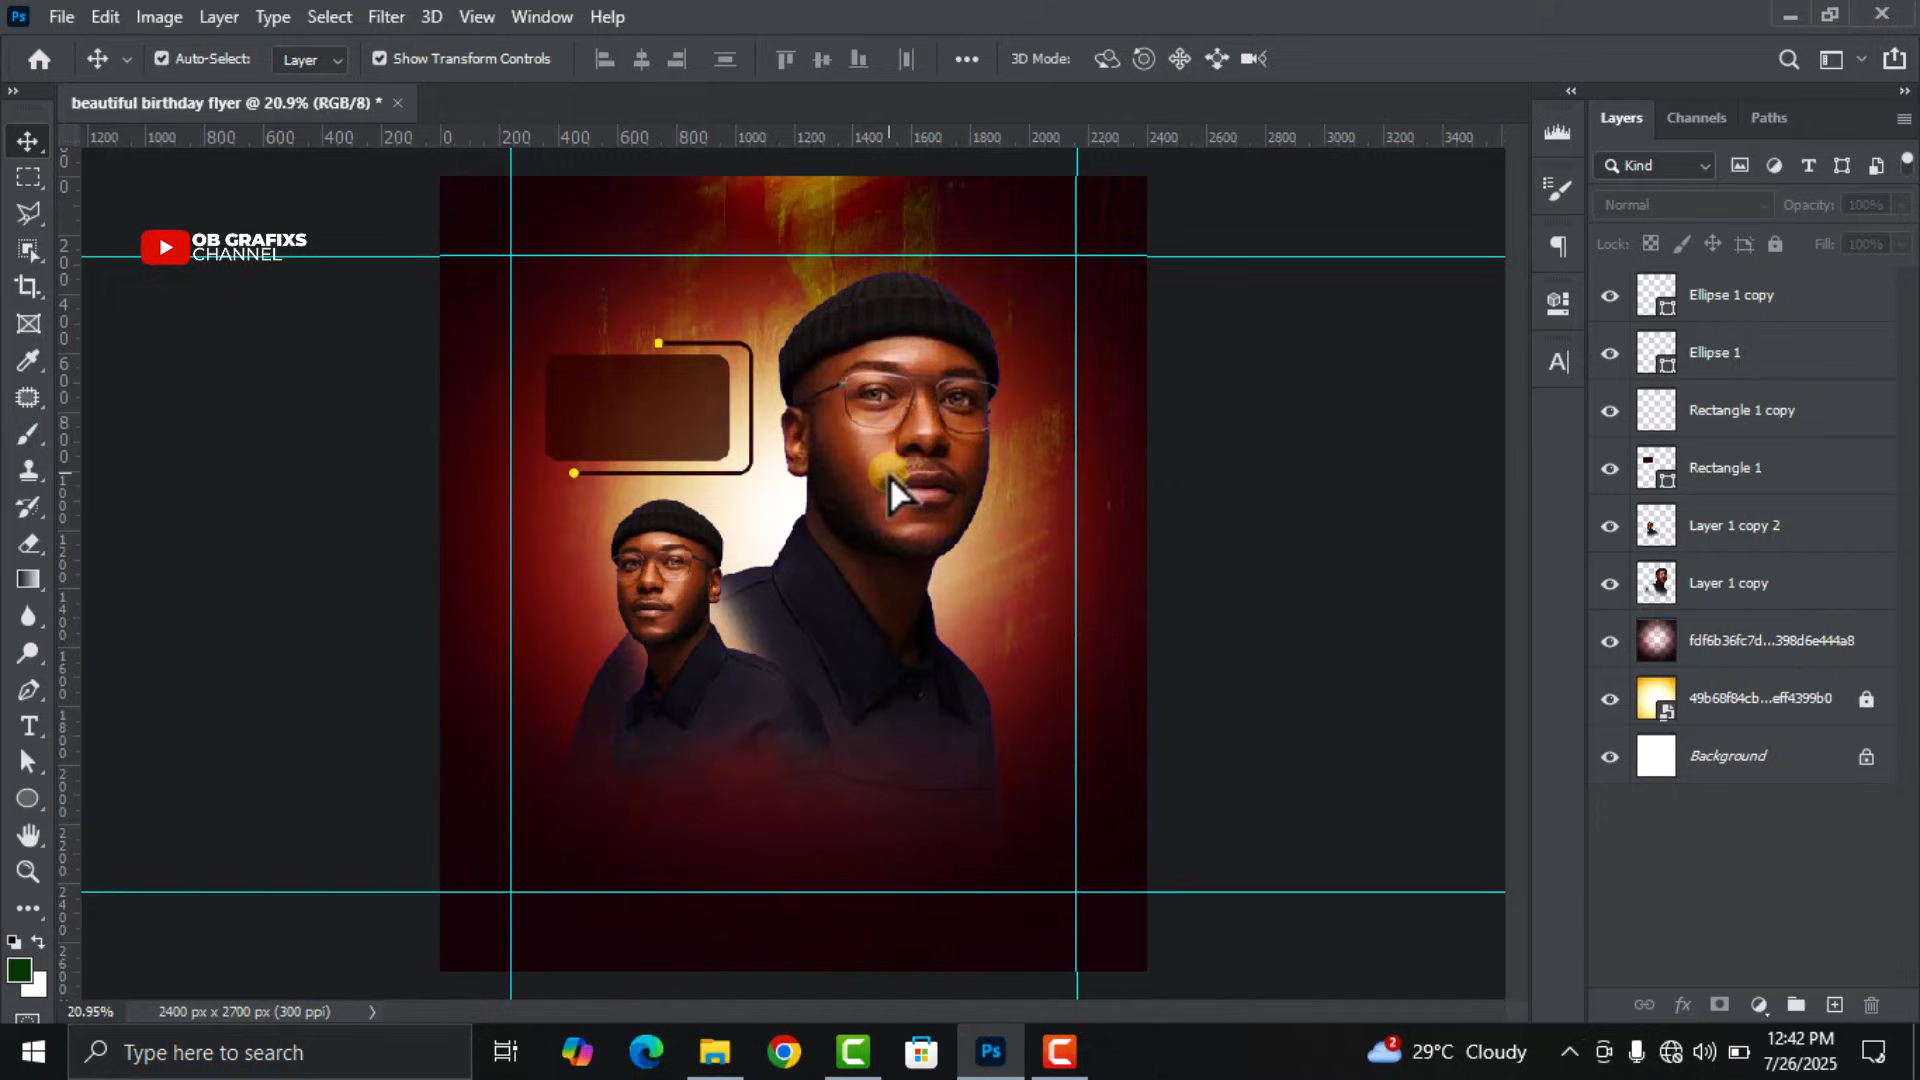 Ps File Edit Image Layer Type Select Filter 3D View Window Help
Auto-Select: Layer Show Transform Controls ••• 3D Mode:
beautiful birthday flyer @ 20.9% (RGB/8) * ×
1200 1000 800 600 400 200 0 200 400 600 800 1000 1200 1400 1600 1800 2000 2200 2400 2600 2800 3000 3200 3400
OB GRAFIXS
CHANNEL
Layers Channels Paths
Kind
Normal Opacity: 100%
Lock: Fill: 100%
Ellipse 1 copy
Ellipse 1
Rectangle 1 copy
Rectangle 1
Layer 1 copy 2
Layer 1 copy
fdf6b36fc7d...398d6e444a8
49b68f84cb...eff4399b0
Background
fx
20.95% 2400 px x 2700 px (300 ppi)
Type here to search
Ps
2 29°C Cloudy
12:42 PM
7/26/2025